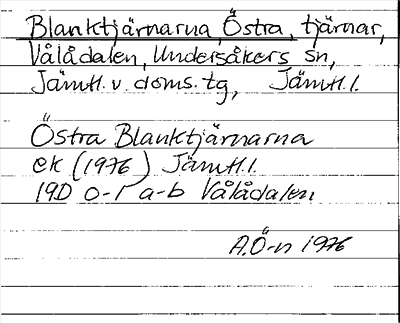 Blanktjärnarna, Östra, tjärnar,
Vålådalen, Undersåkers sn,
Jämtl. v. doms. tg, Jämtl. l.
Östra Blanktjärnarna
ek (1976) Jämtl. l.
19D 0-1 a-b Vålådalen
A.Ö-n 1976